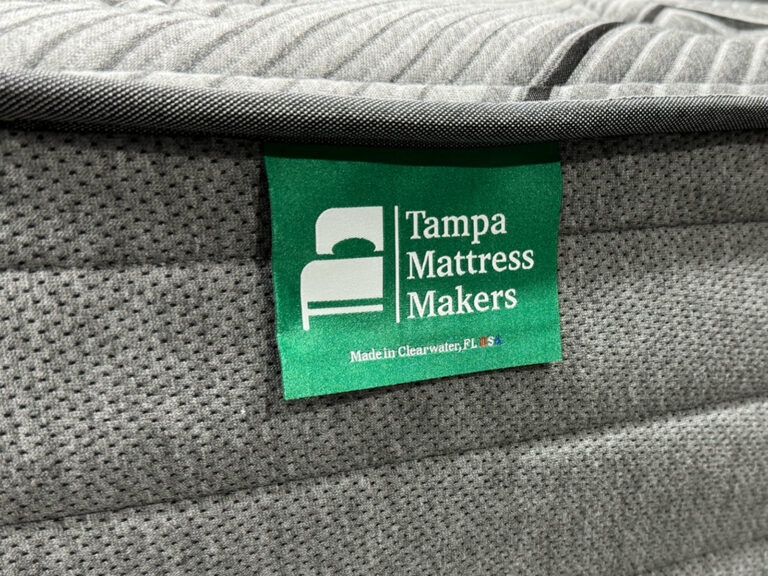 Tampa
Mattress
Makers
Made in Clearwater, FL USA